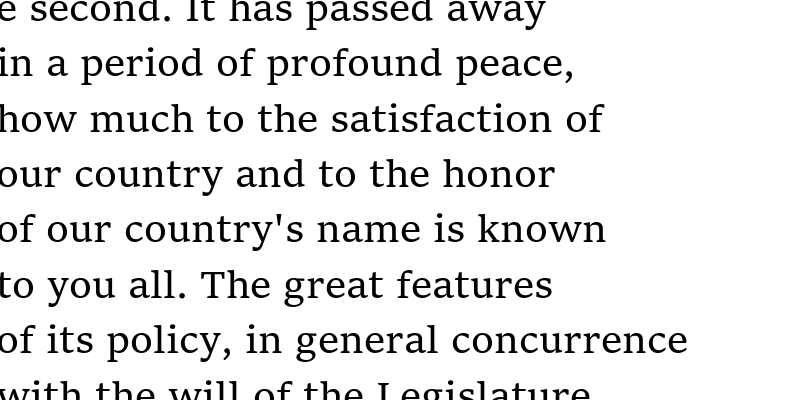 e second. It has passed away
in a period of profound peace,
how much to the satisfaction of
our country and to the honor
of our country's name is known
to you all. The great features
of its policy, in general concurrence
with the will of the Legislature